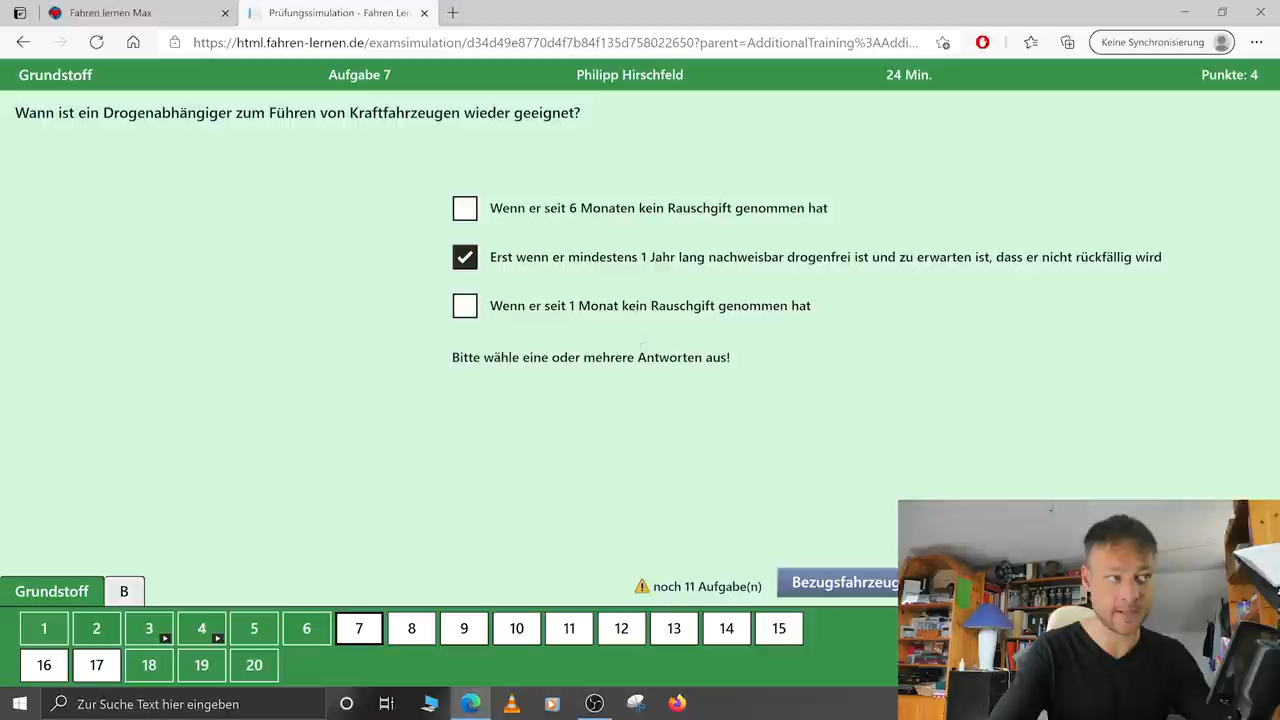 Fahren lernen Max
Prüfungssimulation - Fahren Ler
https://html.fahren-lernen.de/examsimulation/d34d49e8770d4f7b84f135d758022650?parent=AdditionalTraining%3AAddi...
Keine Synchronisierung
Grundstoff
Aufgabe 7
Philipp Hirschfeld
24 Min.
Punkte: 4
Wann ist ein Drogenabhängiger zum Führen von Kraftfahrzeugen wieder geeignet?
Wenn er seit 6 Monaten kein Rauschgift genommen hat
Erst wenn er mindestens 1 Jahr lang nachweisbar drogenfrei ist und zu erwarten ist, dass er nicht rückfällig wird
Wenn er seit 1 Monat kein Rauschgift genommen hat
Bitte wähle eine oder mehrere Antworten aus!
Grundstoff
B
noch 11 Aufgabe(n)
Bezugsfahrzeug
1 2 3 4 5 6 7 8 9 10 11 12 13 14 15
16 17 18 19 20
Zur Suche Text hier eingeben